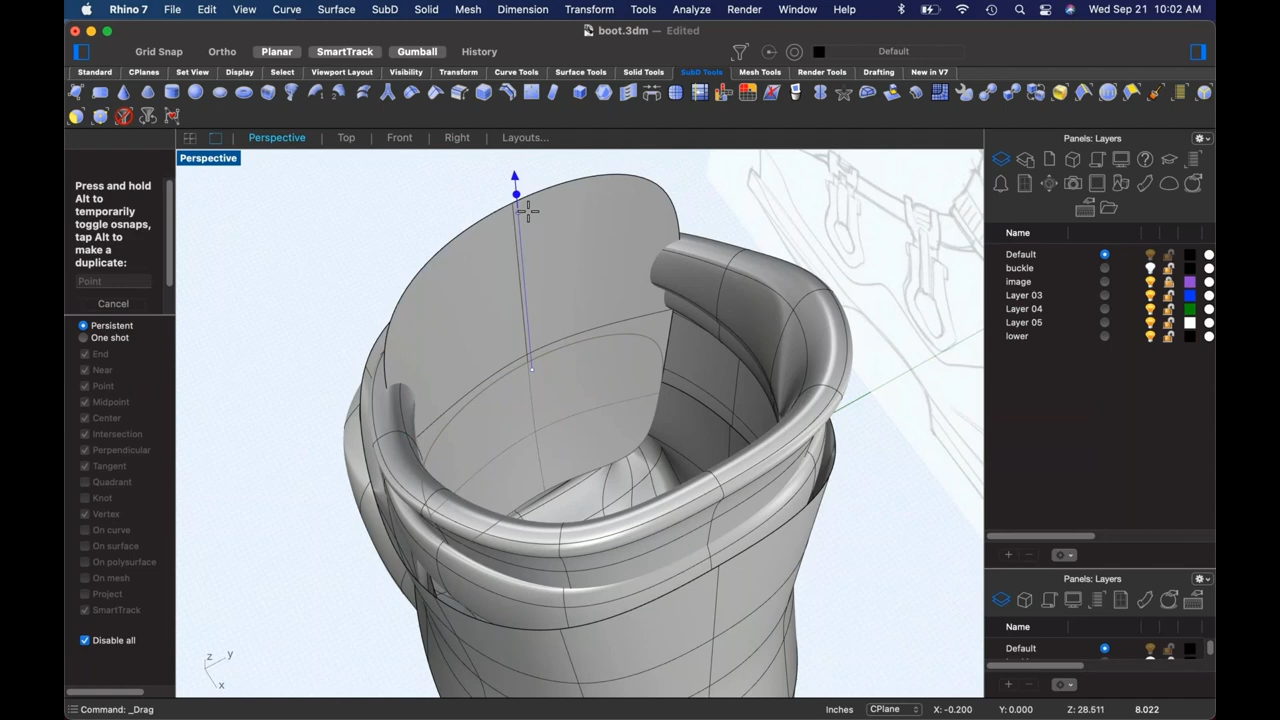 Rhino 7 File Edit View Curve Surface SubD Solid Mesh Dimension Transform Tools Analyze Render Window Help Wed Sep 21 10:02 AM
boot.3dm — Edited
Grid Snap Ortho Planar SmartTrack Gumball History Default
Standard CPlanes Set View Display Select Viewport Layout Visibility Transform Curve Tools Surface Tools Solid Tools SubD Tools Mesh Tools Render Tools Drafting New in V7
Perspective Top Front Right Layouts...
Perspective
Press and hold
Alt to
temporarily
toggle osnaps,
tap Alt to
make a
duplicate:
Point
Cancel
Persistent
One shot
End
Near
Point
Midpoint
Center
Intersection
Perpendicular
Tangent
Quadrant
Knot
Vertex
On curve
On surface
On polysurface
On mesh
Project
SmartTrack
Disable all
z
y
x
Panels: Layers
Name
Default
buckle
image
Layer 03
Layer 04
Layer 05
lower
Panels: Layers
Name
Default
Command: _Drag
Inches CPlane X: -0.200 Y: 0.000 Z: 28.511 8.022